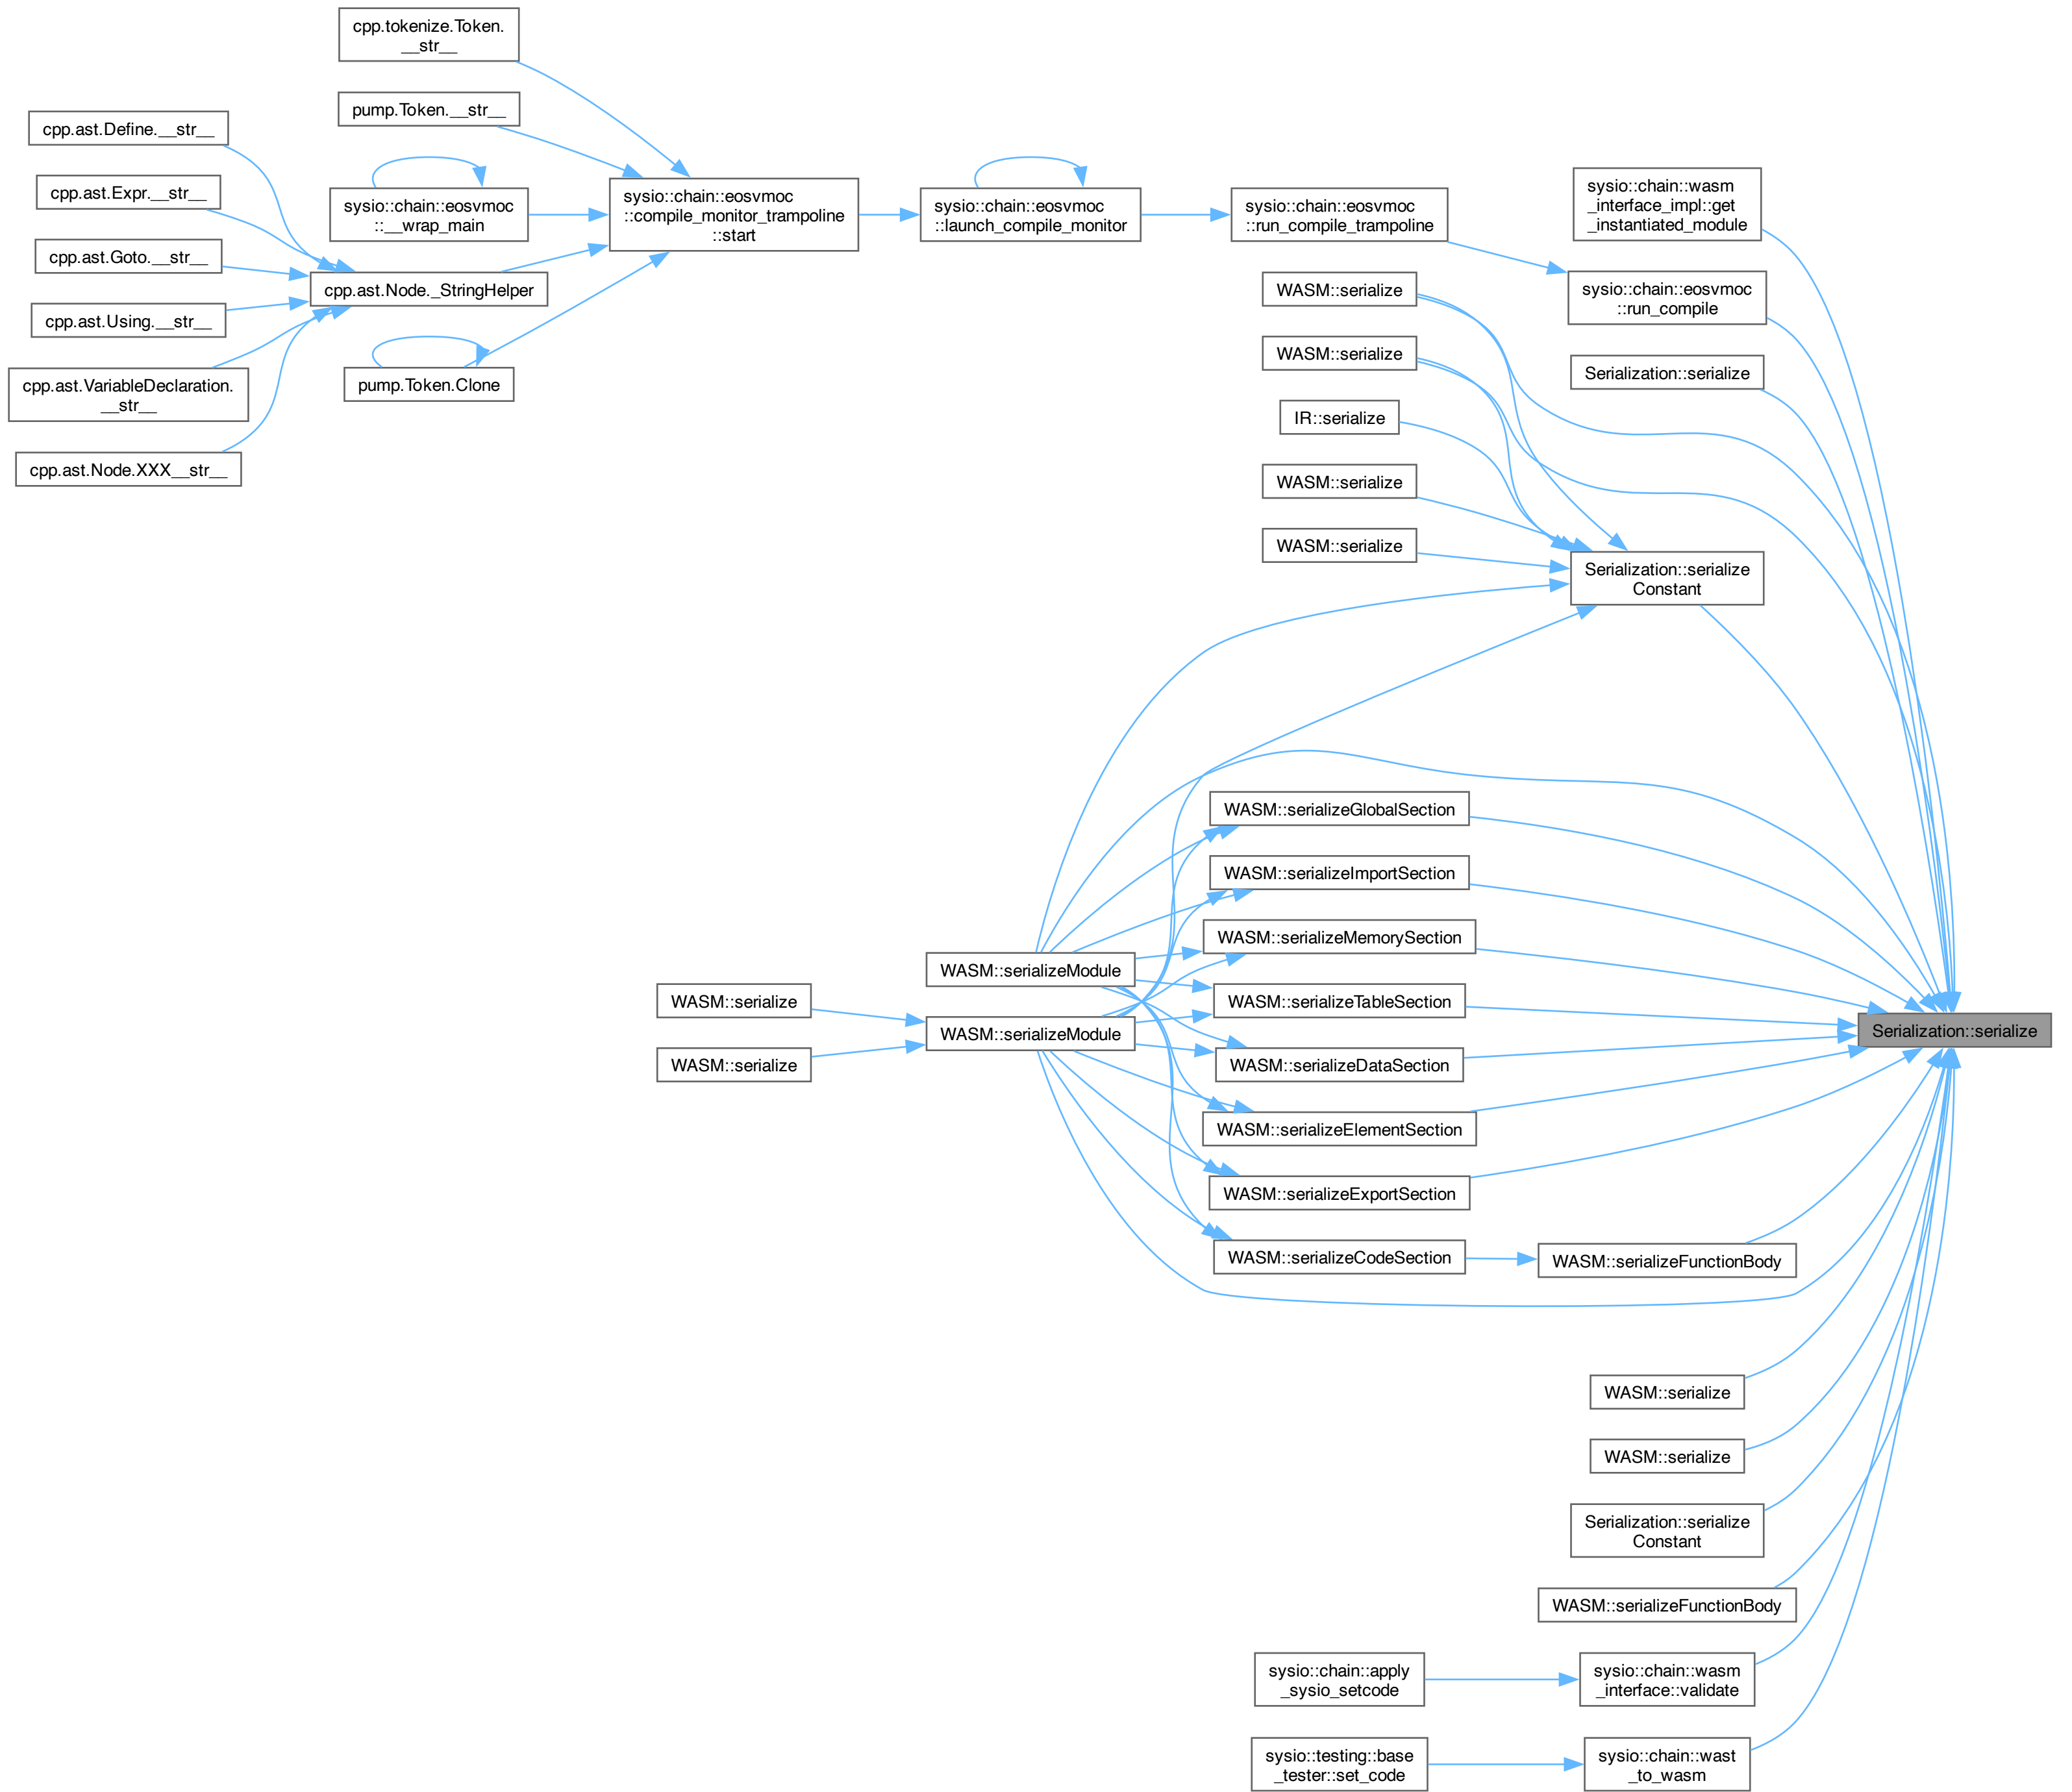 cpp.tokenize.Token.
__str__
pump.Token.__str__
cpp.ast.Define.__str__
cpp.ast.Expr.__str__
sysio::chain::eosvmoc
::__wrap_main
sysio::chain::eosvmoc
::compile_monitor_trampoline
::start
sysio::chain::eosvmoc
::launch_compile_monitor
sysio::chain::eosvmoc
::run_compile_trampoline
sysio::chain::wasm
_interface_impl::get
_instantiated_module
cpp.ast.Goto.__str__
cpp.ast.Node._StringHelper
WASM::serialize
sysio::chain::eosvmoc
::run_compile
cpp.ast.Using.__str__
WASM::serialize
Serialization::serialize
cpp.ast.VariableDeclaration.
__str__
pump.Token.Clone
IR::serialize
cpp.ast.Node.XXX__str__
WASM::serialize
WASM::serialize
Serialization::serialize
Constant
WASM::serializeGlobalSection
WASM::serializeImportSection
WASM::serializeMemorySection
WASM::serializeModule
WASM::serialize
WASM::serializeTableSection
WASM::serializeModule
Serialization::serialize
WASM::serialize
WASM::serializeDataSection
WASM::serializeElementSection
WASM::serializeExportSection
WASM::serializeCodeSection
WASM::serializeFunctionBody
WASM::serialize
WASM::serialize
Serialization::serialize
Constant
WASM::serializeFunctionBody
sysio::chain::apply
_sysio_setcode
sysio::chain::wasm
_interface::validate
sysio::testing::base
_tester::set_code
sysio::chain::wast
_to_wasm